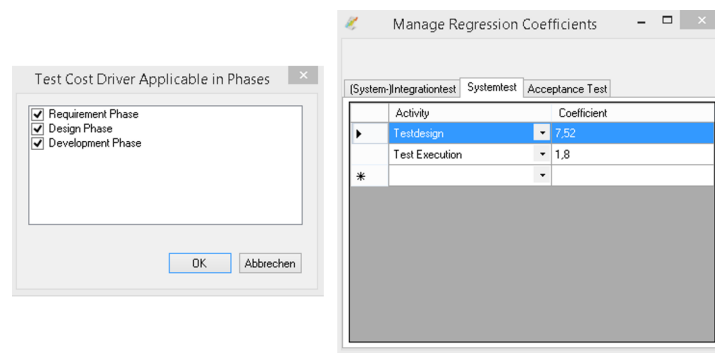 Test Cost Driver Applicable in Phases
Requirement Phase
Design Phase
Development Phase
OK
Abbrechen
Manage Regression Coefficients
(System-)Integrationtest
Systemtest
Acceptance Test
Activity
Coefficient
Testdesign
7,52
Test Execution
1,8